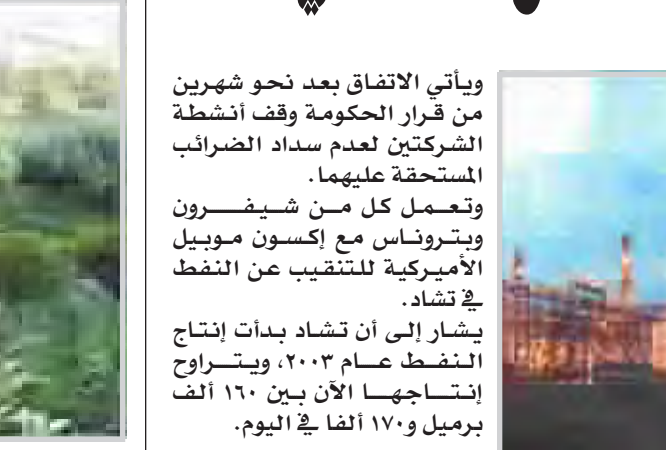 ويأتي الاتفاق بعد نحو شهرين
من قرار الحكومة وقف أنشطة
الشركتين لعدم سداد الضرائب
المستحقة عليهما.
وتعمل كل من شيفرون
وبتروناس مع إكسون موبيل
الأميركية للتنقيب عن النفط
في تشاد.
يشار إلى أن تشاد بدأت إنتاج
النفط عام ٢٠٠٣، ويتراوح
إنتاجها الآن بين ١٦٠ ألف
برميل و١٧٠ ألفا في اليوم.